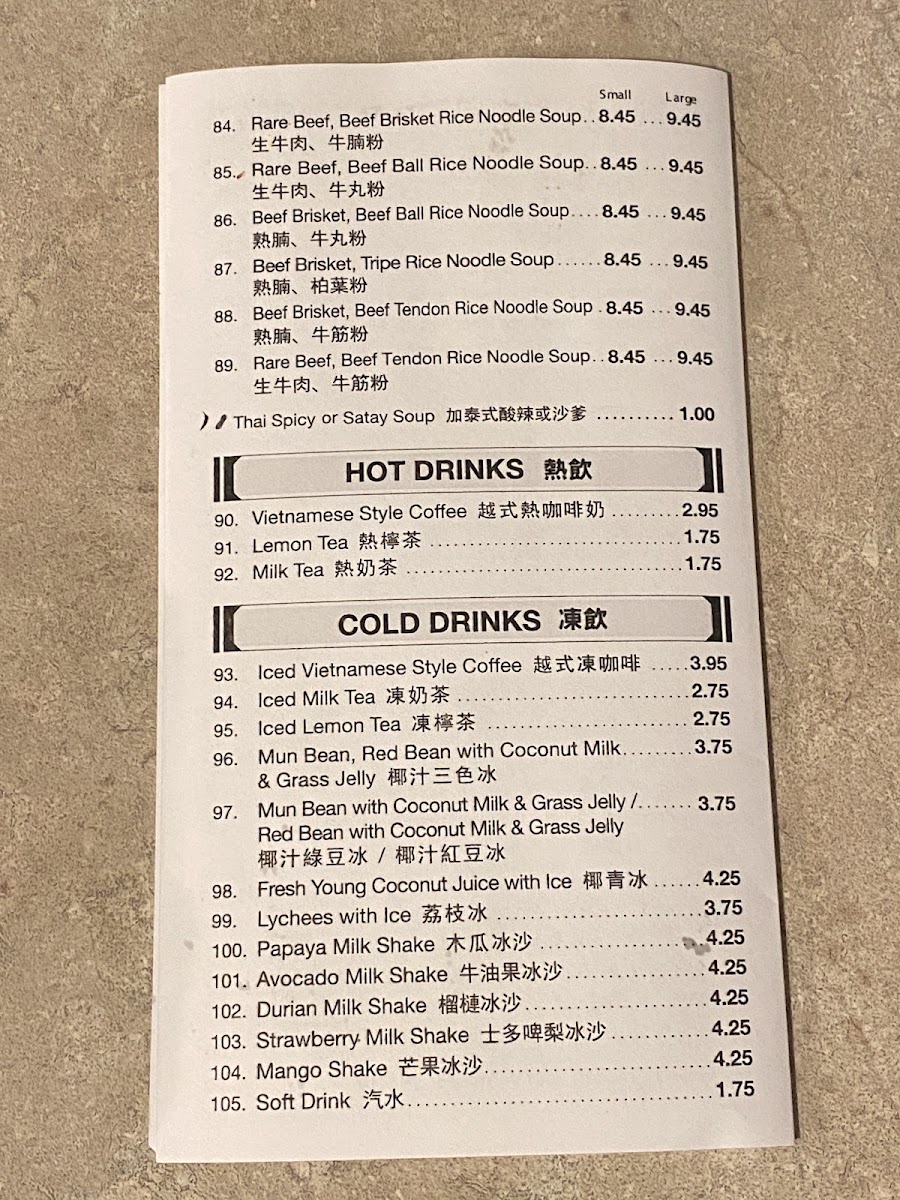 Small Large
84. Rare Beef, Beef Brisket Rice Noodle Soup..8.45 ...9.45
生牛肉、牛腩粉
85. Rare Beef, Beef Ball Rice Noodle Soup..8.45 ...9.45
生牛肉、牛丸粉
86. Beef Brisket, Beef Ball Rice Noodle Soup....8.45 ...9.45
熟腩、牛丸粉
87. Beef Brisket, Tripe Rice Noodle Soup ......8.45 ...9.45
熟腩、柏葉粉
88. Beef Brisket, Beef Tendon Rice Noodle Soup .8.45 ...9.45
熟腩、牛筋粉
89. Rare Beef, Beef Tendon Rice Noodle Soup..8.45 ...9.45
生牛肉、牛筋粉
Thai Spicy or Satay Soup 加泰式酸辣或沙爹 ..........1.00
HOT DRINKS 熱飲
90. Vietnamese Style Coffee 越式熱咖啡奶 .........2.95
91. Lemon Tea 熱檸茶 ................................1.75
92. Milk Tea 熱奶茶 ...................................1.75
COLD DRINKS 凍飲
93. Iced Vietnamese Style Coffee 越式凍咖啡 .....3.95
94. Iced Milk Tea 凍奶茶 .............................2.75
95. Iced Lemon Tea 凍檸茶 .........................2.75
96. Mun Bean, Red Bean with Coconut Milk.........3.75
& Grass Jelly 椰汁三色冰
97. Mun Bean with Coconut Milk & Grass Jelly /.......3.75
Red Bean with Coconut Milk & Grass Jelly
椰汁綠豆冰 / 椰汁紅豆冰
98. Fresh Young Coconut Juice with Ice 椰青冰 ......4.25
99. Lychees with Ice 荔枝冰 .........................3.75
100. Papaya Milk Shake 木瓜冰沙 ....................4.25
101. Avocado Milk Shake 牛油果冰沙.................4.25
102. Durian Milk Shake 榴槤冰沙......................4.25
103. Strawberry Milk Shake 士多啤梨冰沙............4.25
104. Mango Shake 芒果冰沙...........................4.25
105. Soft Drink 汽水.....................................1.75